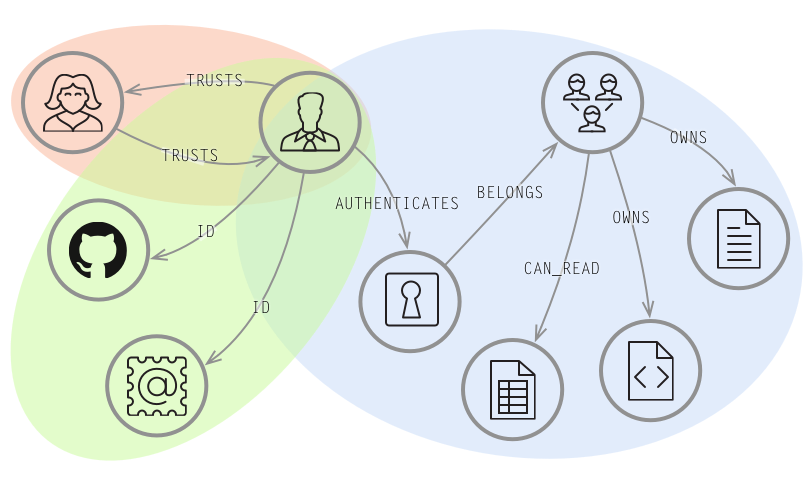 TRUSTS
TRUSTS
ID
ID
AUTHENTICATES
BELONGS
OWNS
OWNS
CAN_READ
@